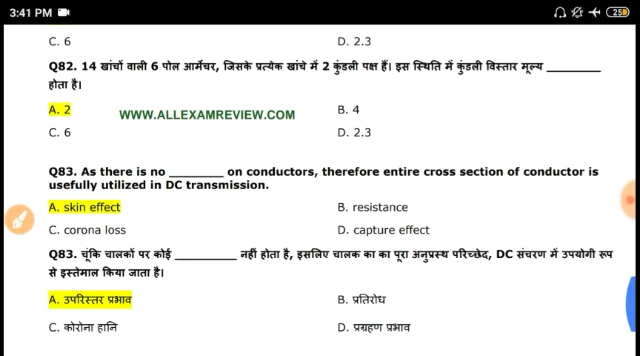 3:41 PM
25
C. 6 D. 2.3
Q82. 14 खांचों वाली 6 पोल आर्मेचर, जिसके प्रत्येक खांचे में 2 कुंडली पक्ष हैं। इस स्थिति में कुंडली विस्तार मूल्य ________
होता है।
A. 2 B. 4
WWW.ALLEXAMREVIEW.COM
C. 6 D. 2.3
Q83. As there is no ________ on conductors, therefore entire cross section of conductor is
usefully utilized in DC transmission.
A. skin effect B. resistance
C. corona loss D. capture effect
Q83. चूंकि चालकों पर कोई _________ नहीं होता है, इसलिए चालक का का पूरा अनुप्रस्थ परिच्छेद, DC संचरण में उपयोगी रूप
से इस्तेमाल किया जाता है।
A. उपरिस्तर प्रभाव B. प्रतिरोध
C. कोरोना हानि D. प्रग्रहण प्रभाव